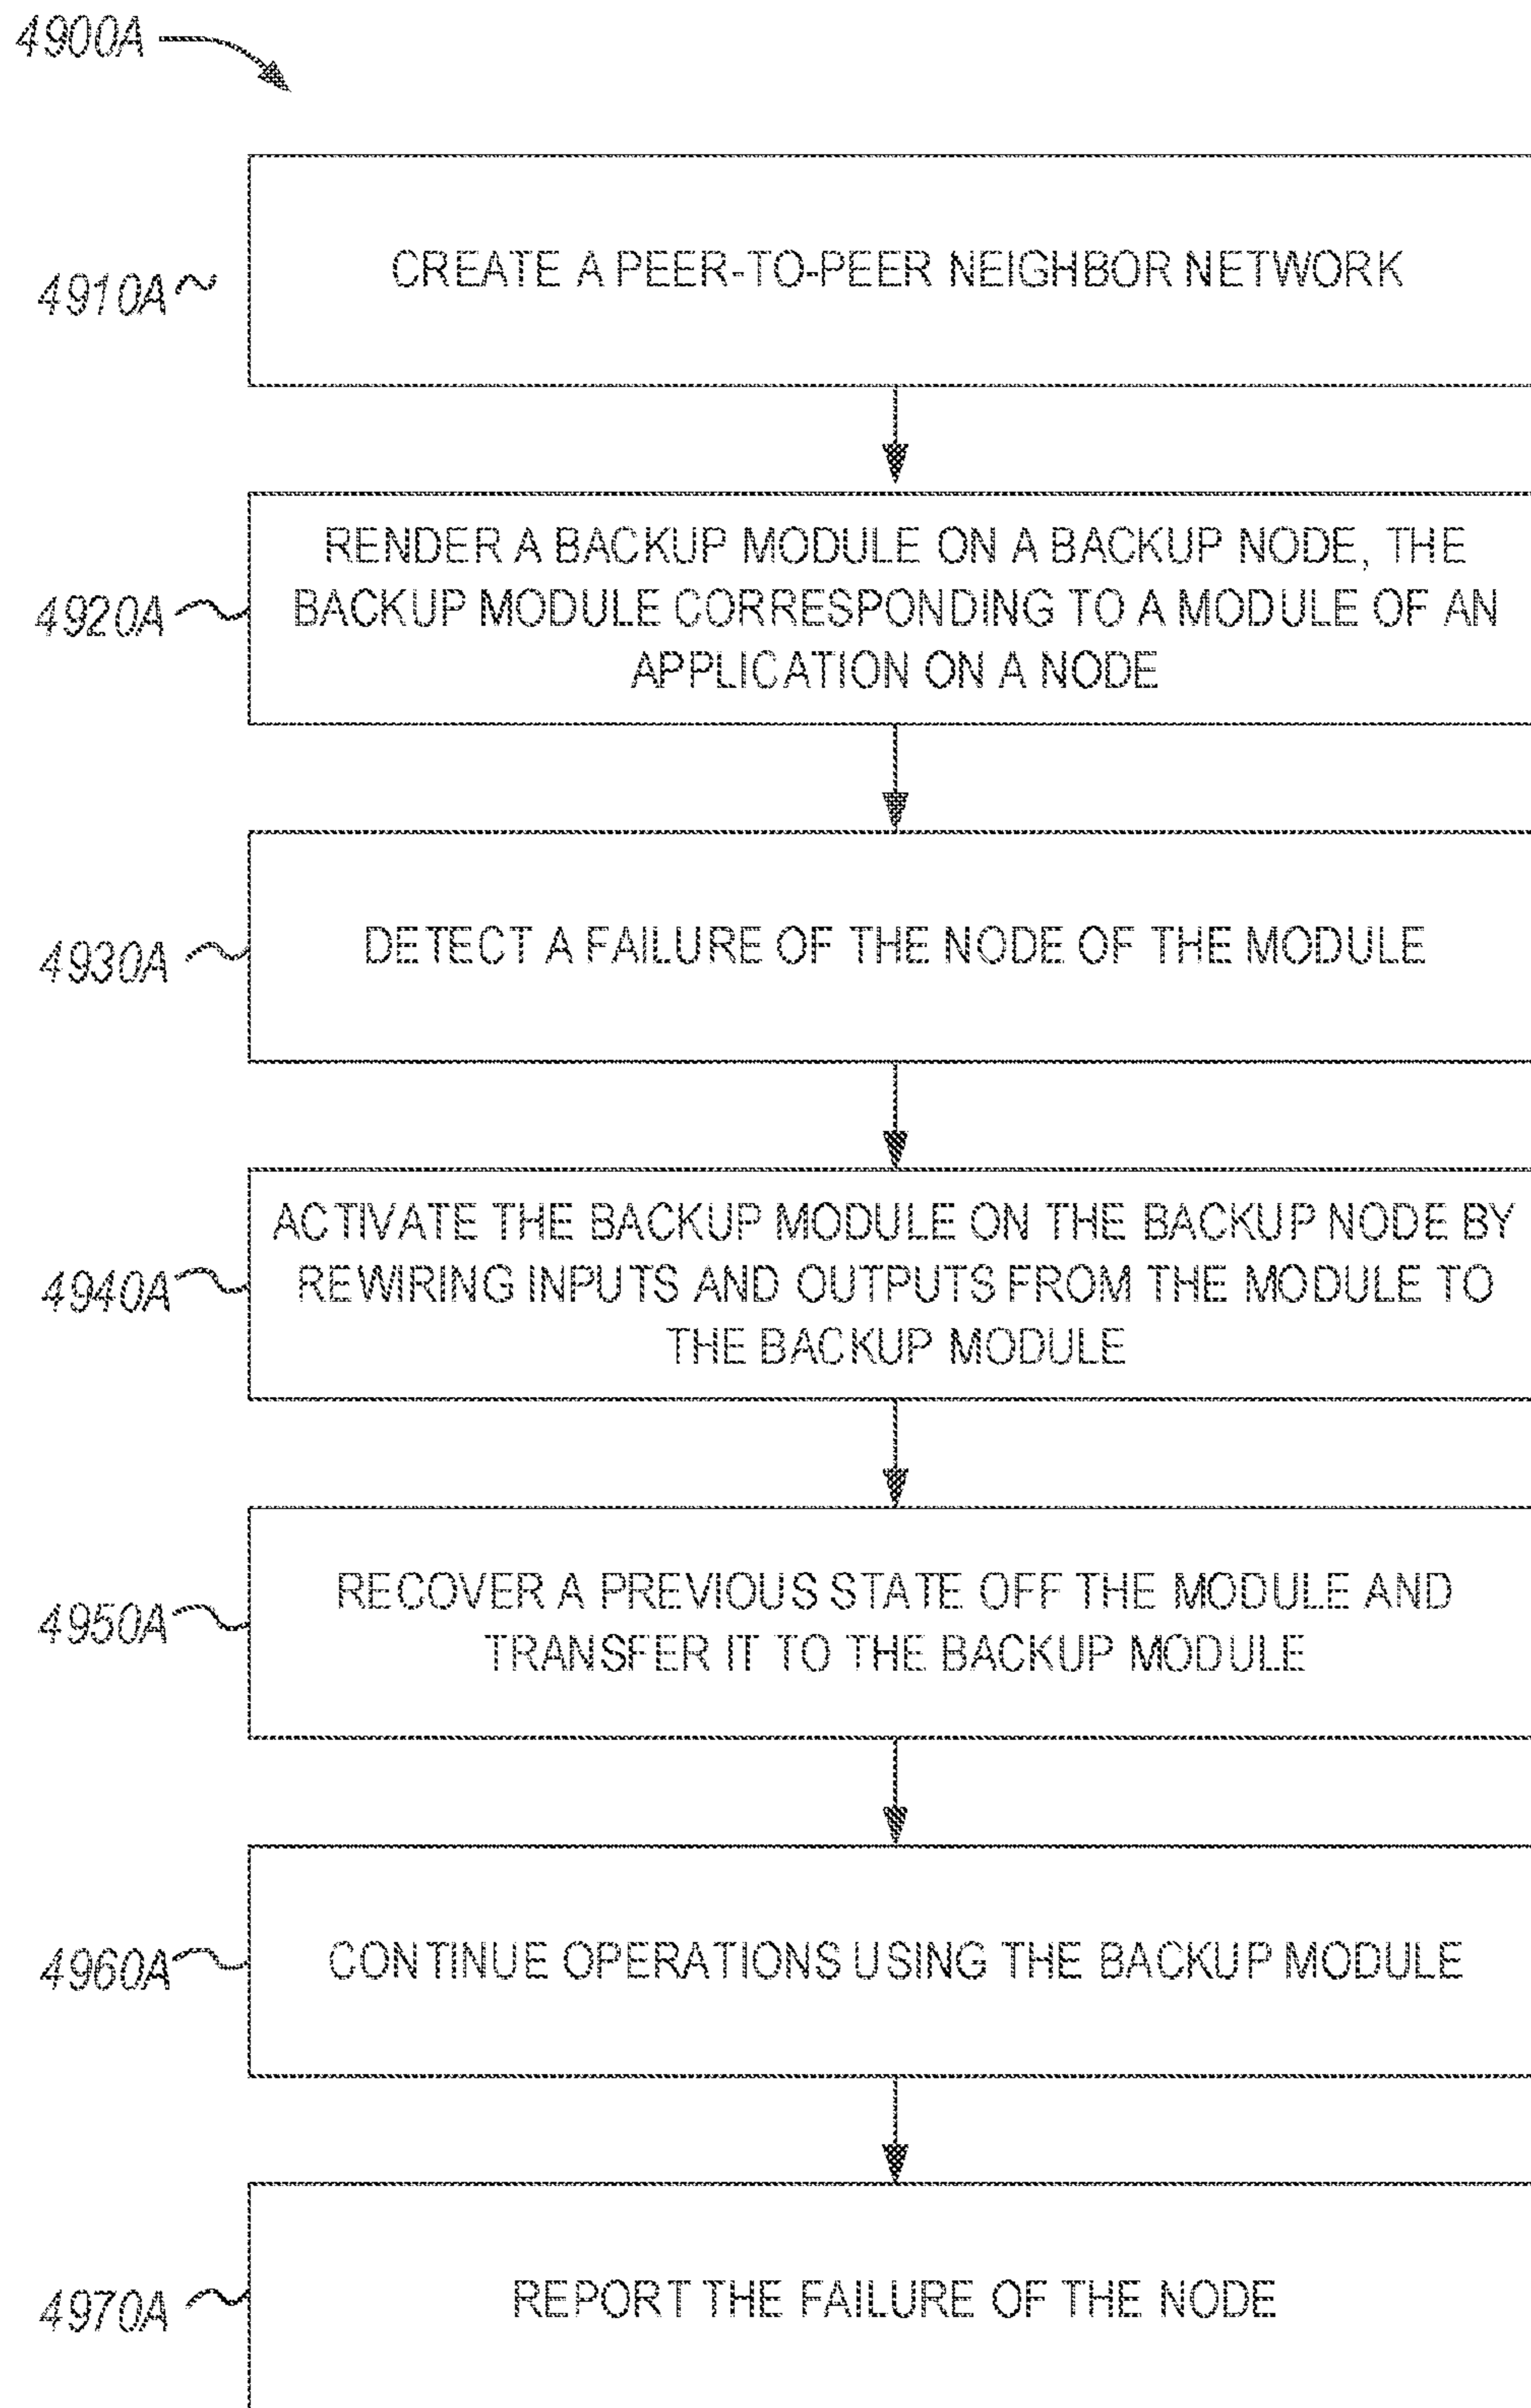 4900A
4910A
CREATE A PEER-TO-PEER NEIGHBOR NETWORK
4920A
RENDER A BACKUP MODULE ON A BACKUP NODE, THE
BACKUP MODULE CORRESPONDING TO A MODULE OF AN
APPLICATION ON A NODE
4930A
DETECT A FAILURE OF THE NODE OF THE MODULE
4940A
ACTIVATE THE BACKUP MODULE ON THE BACKUP NODE BY
REWIRING INPUTS AND OUTPUTS FROM THE MODULE TO
THE BACKUP MODULE
4950A
RECOVER A PREVIOUS STATE OFF THE MODULE AND
TRANSFER IT TO THE BACKUP MODULE
4960A
CONTINUE OPERATIONS USING THE BACKUP MODULE
4970A
REPORT THE FAILURE OF THE NODE